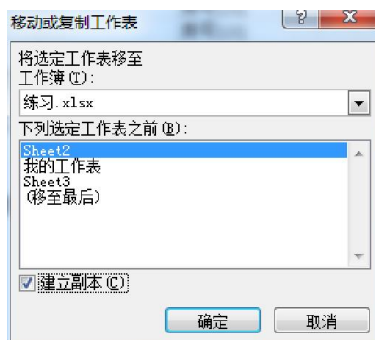 移动或复制工作表
将选定工作表移至
工作簿(T):
练习.xlsx
下列选定工作表之前(B):
Sheet2
我的工作表
Sheet3
(移至最后)
建立副本(C)
确定
取消